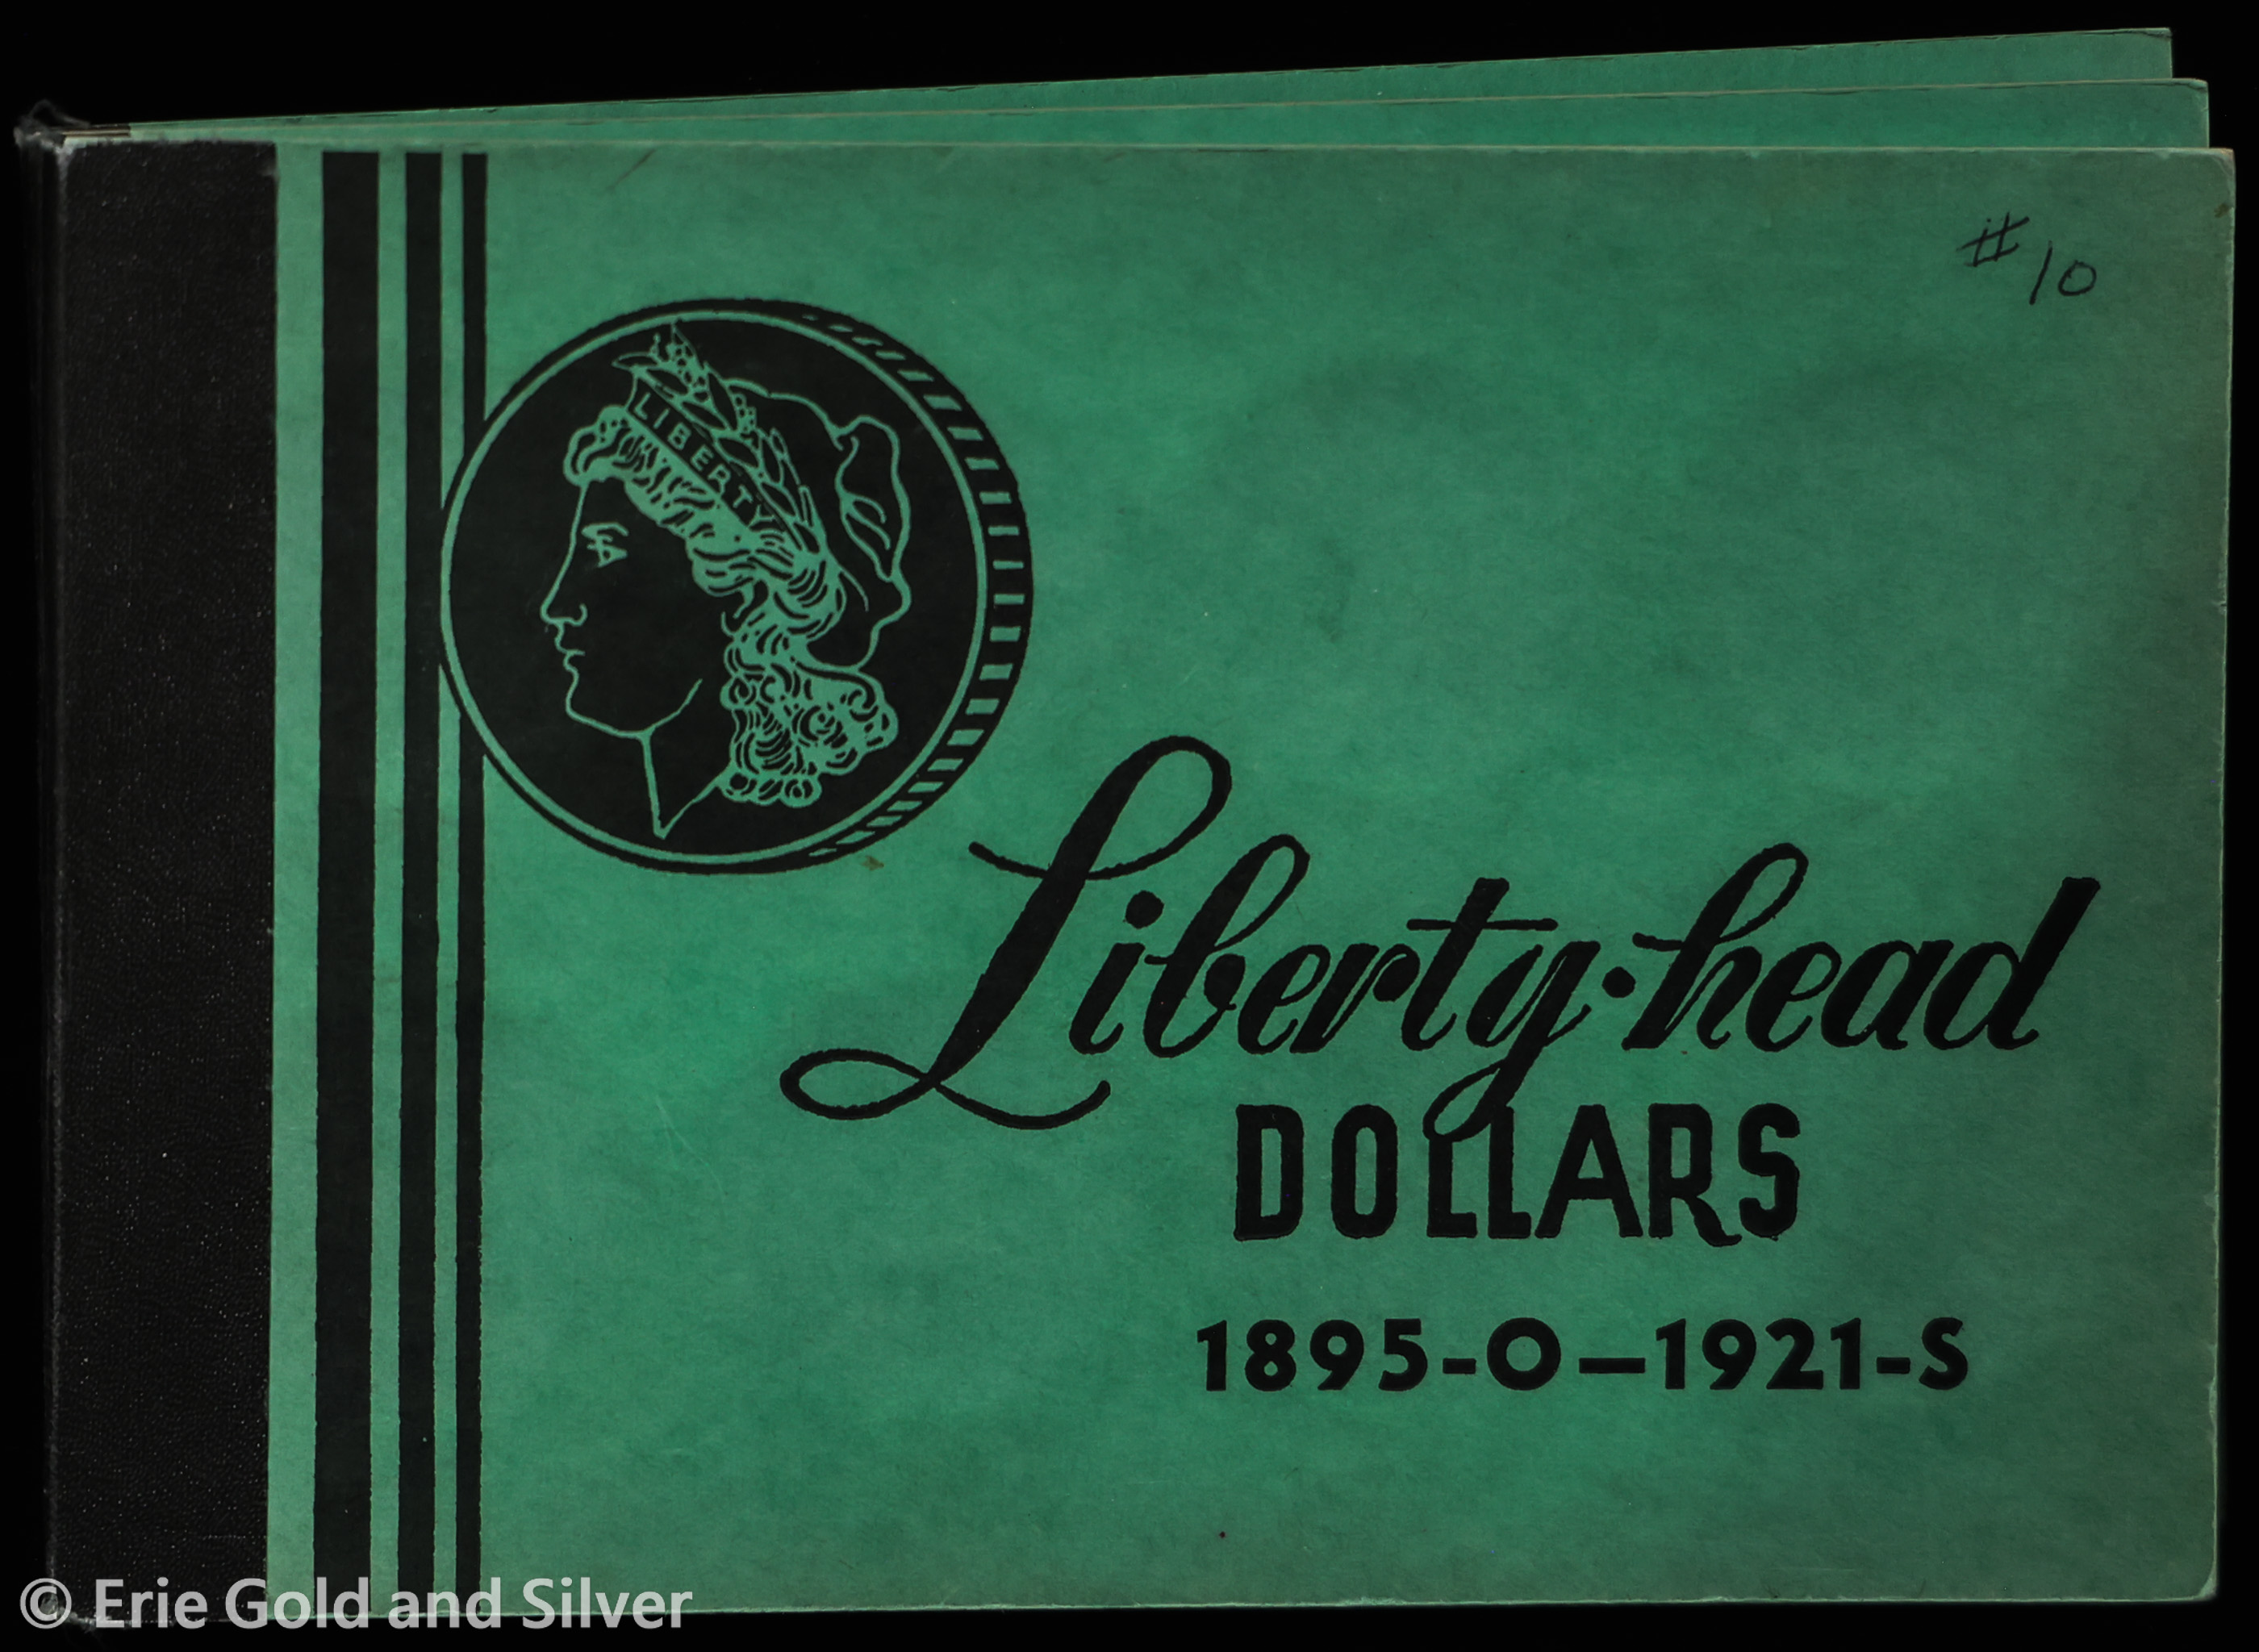 #10
LIBERTY
Liberty-head
DOLLARS
1895-O—1921-S
© Erie Gold and Silver